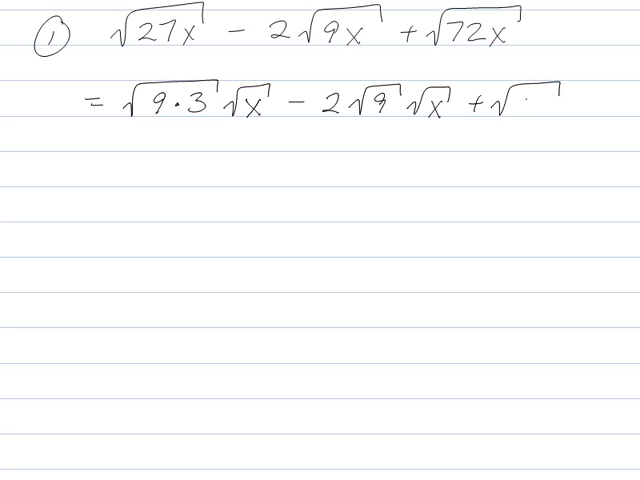 ① √27x - 2√9x + √72x
= √9·3 √x - 2√9 √x + √